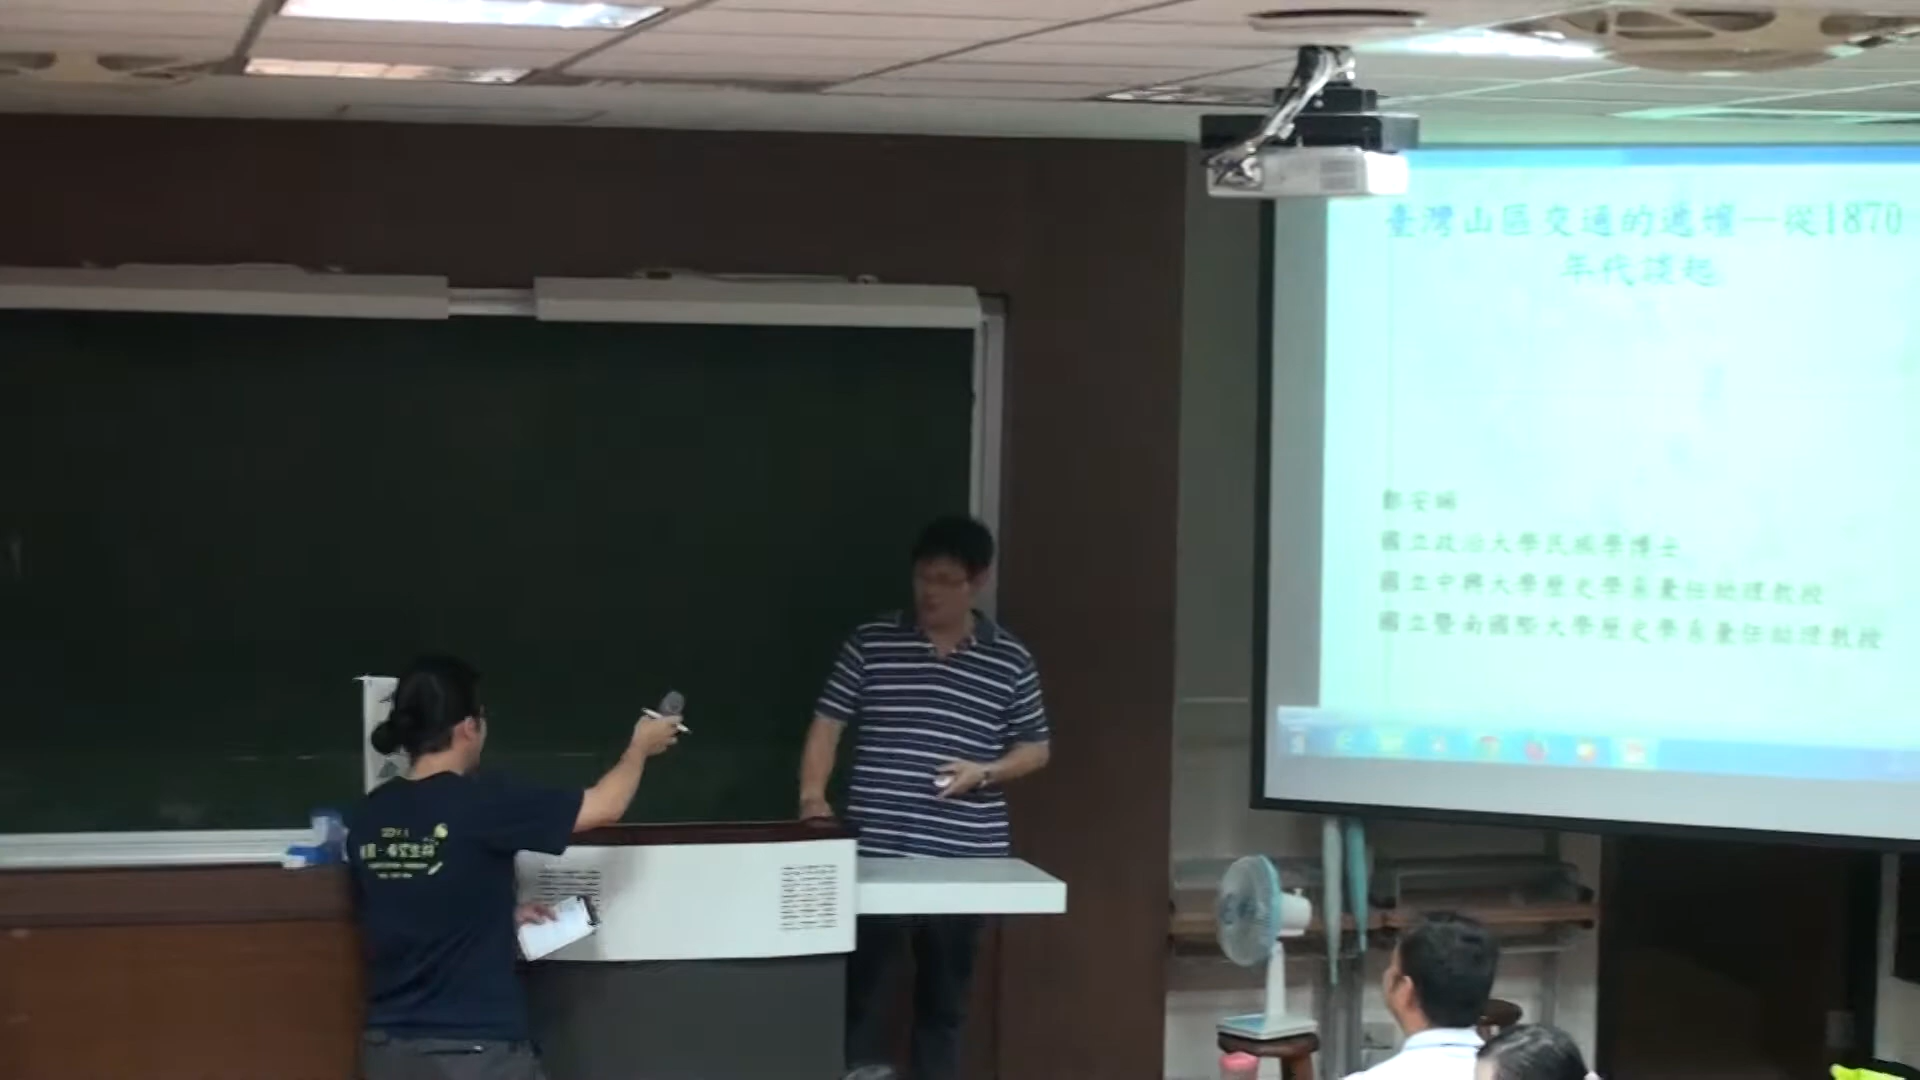 臺灣山區交通的遞嬗—從1870
年代談起
鄭安
國立政治大學民族學博士
國立中興大學歷史學系兼任助理教授
國立暨南國際大學歷史學系兼任助理教授